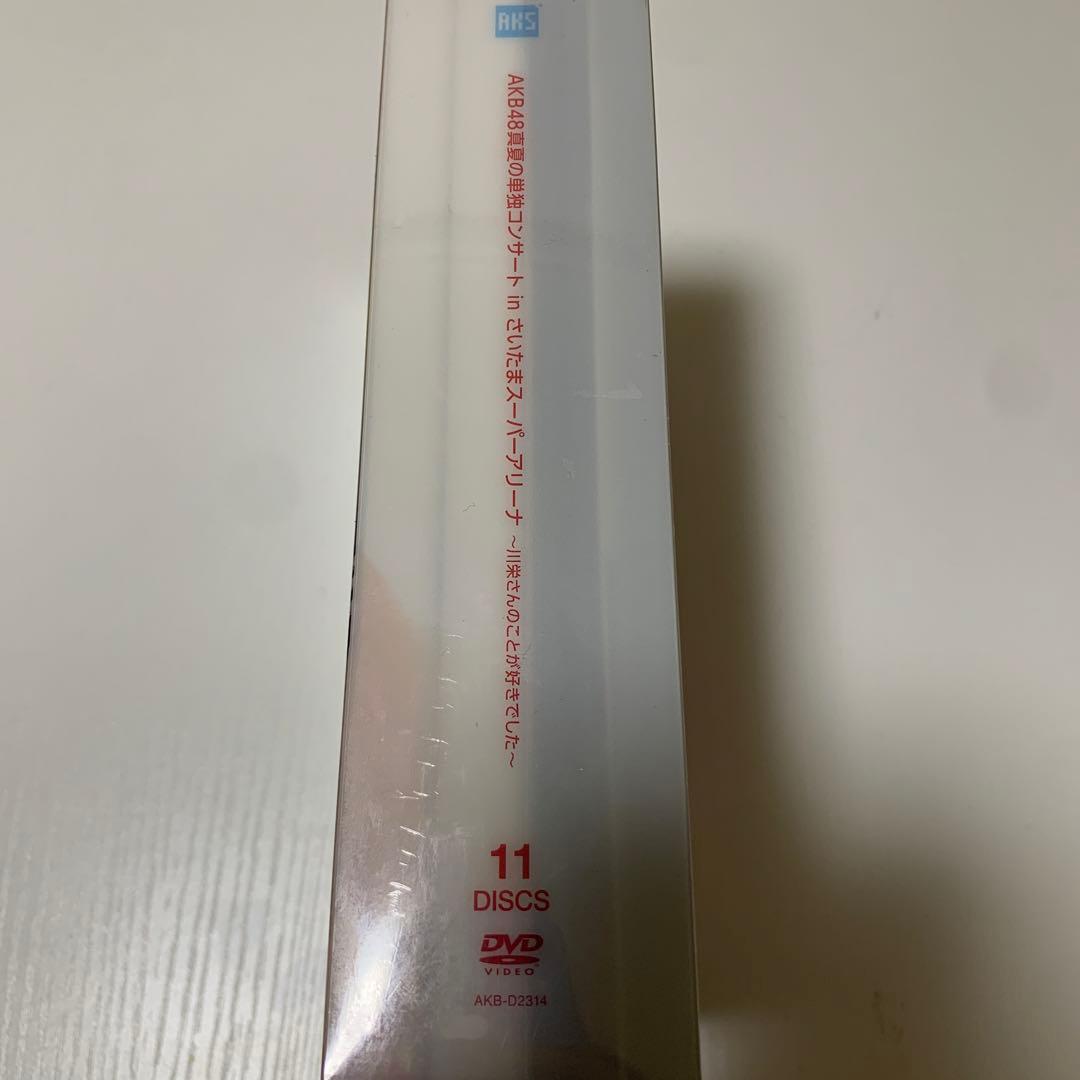 AKS
AKB48真夏の単独コンサート in さいたまスーパーアリーナ ~川栄さんのことが好きでした~
11
DISCS
DVD
VIDEO™
AKB-D2314